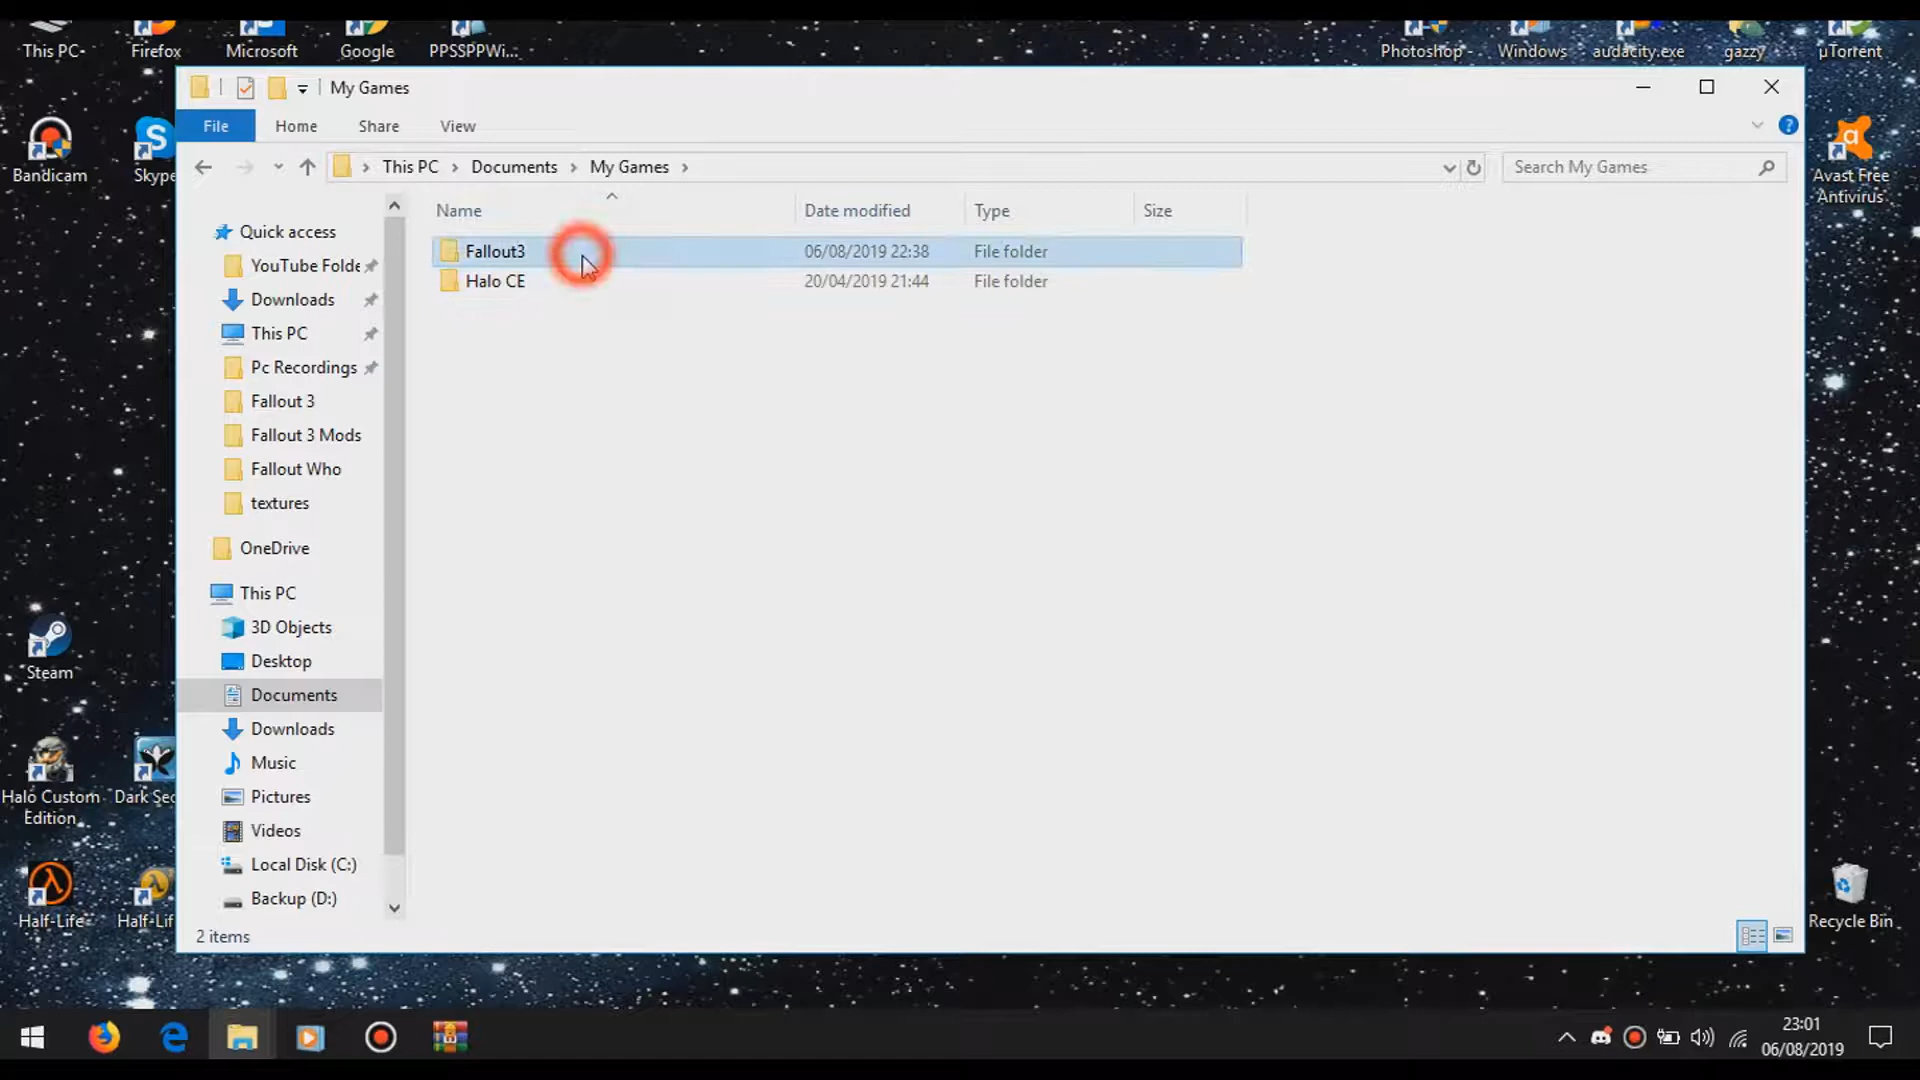 This PC
Firefox
Microsoft
Google
PPSSPPWi...
Photoshop -
Windows
audacity.exe
gazzy
µTorrent
My Games
File
Home
Share
View
This PC
Documents
My Games
Search My Games
Bandicam
Skype
Avast Free
Antivirus
Name
Date modified
Type
Size
Fallout3
06/08/2019 22:38
File folder
Halo CE
20/04/2019 21:44
File folder
Quick access
YouTube Folde
Downloads
This PC
Pc Recordings
Fallout 3
Fallout 3 Mods
Fallout Who
textures
OneDrive
This PC
3D Objects
Desktop
Documents
Downloads
Music
Pictures
Videos
Local Disk (C:)
Backup (D:)
Steam
Halo Custom
Edition
Dark Sec
Half-Life
Half-Lif
Recycle Bin
2 items
23:01
06/08/2019